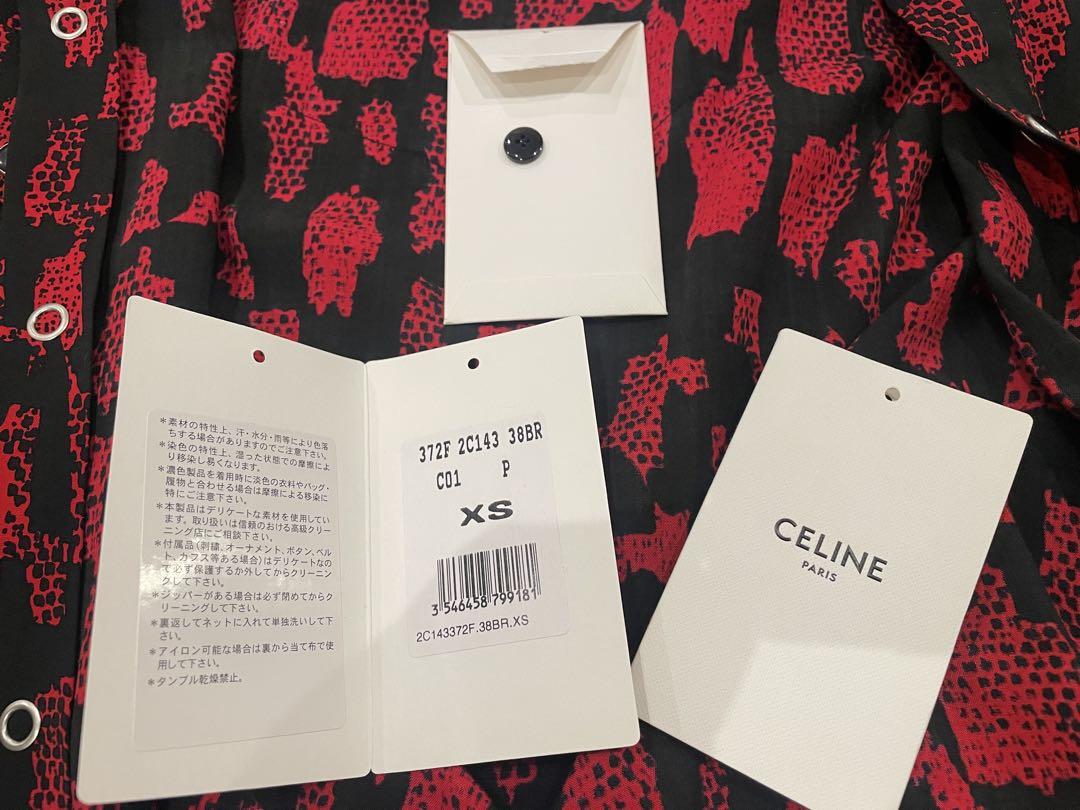 ＊素材の特性上、汗・水分・雨等により色落
ちする場合がありますのでご注意下さい。
＊染色の特性上、湿った状態での摩擦によ
り移染し易くなります。
＊濃色製品を着用時に淡色の衣料やバッグ・
履物と合わせる場合は摩擦による移染に
特にご注意下さい。
＊本製品はデリケートな素材を使用してい
ます。取り扱いは信頼のおける高級クリー
ニング店にご相談下さい。
＊付属品(刺繍、オーナメント、ボタン、ベル
ト、カフス等ある場合)はデリケートなの
で必ず保護するか外してからクリーニン
グして下さい。
＊ジッパーがある場合は必ず閉めてからク
リーニングして下さい。
＊裏返してネットに入れて単独洗いして下
さい。
＊アイロン可能な場合は裏から当て布で使
用して下さい。
＊タンブル乾燥禁止。
372F 2C143 38BR
C01 P
XS
3 546458 799181
2C143372F.38BR.XS
CELINE
PARIS